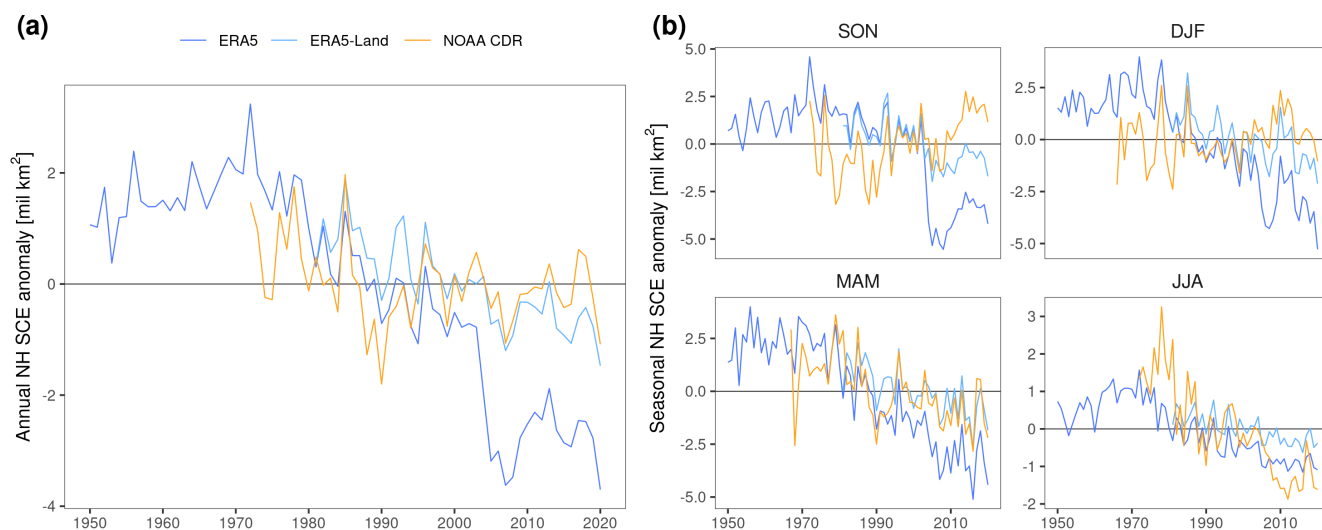 (a)
ERA5 ERA5-Land NOAA CDR
Annual NH SCE anomaly [mil km²]
2
0
-2
-4
1950 1960 1970 1980 1990 2000 2010 2020
(b)
Seasonal NH SCE anomaly [mil km²]
SON
5.0
2.5
0.0
-2.5
-5.0
DJF
2.5
0.0
-2.5
-5.0
MAM
2.5
0.0
-2.5
-5.0
1950 1970 1990 2010
JJA
3
2
1
0
-1
-2
1950 1970 1990 2010